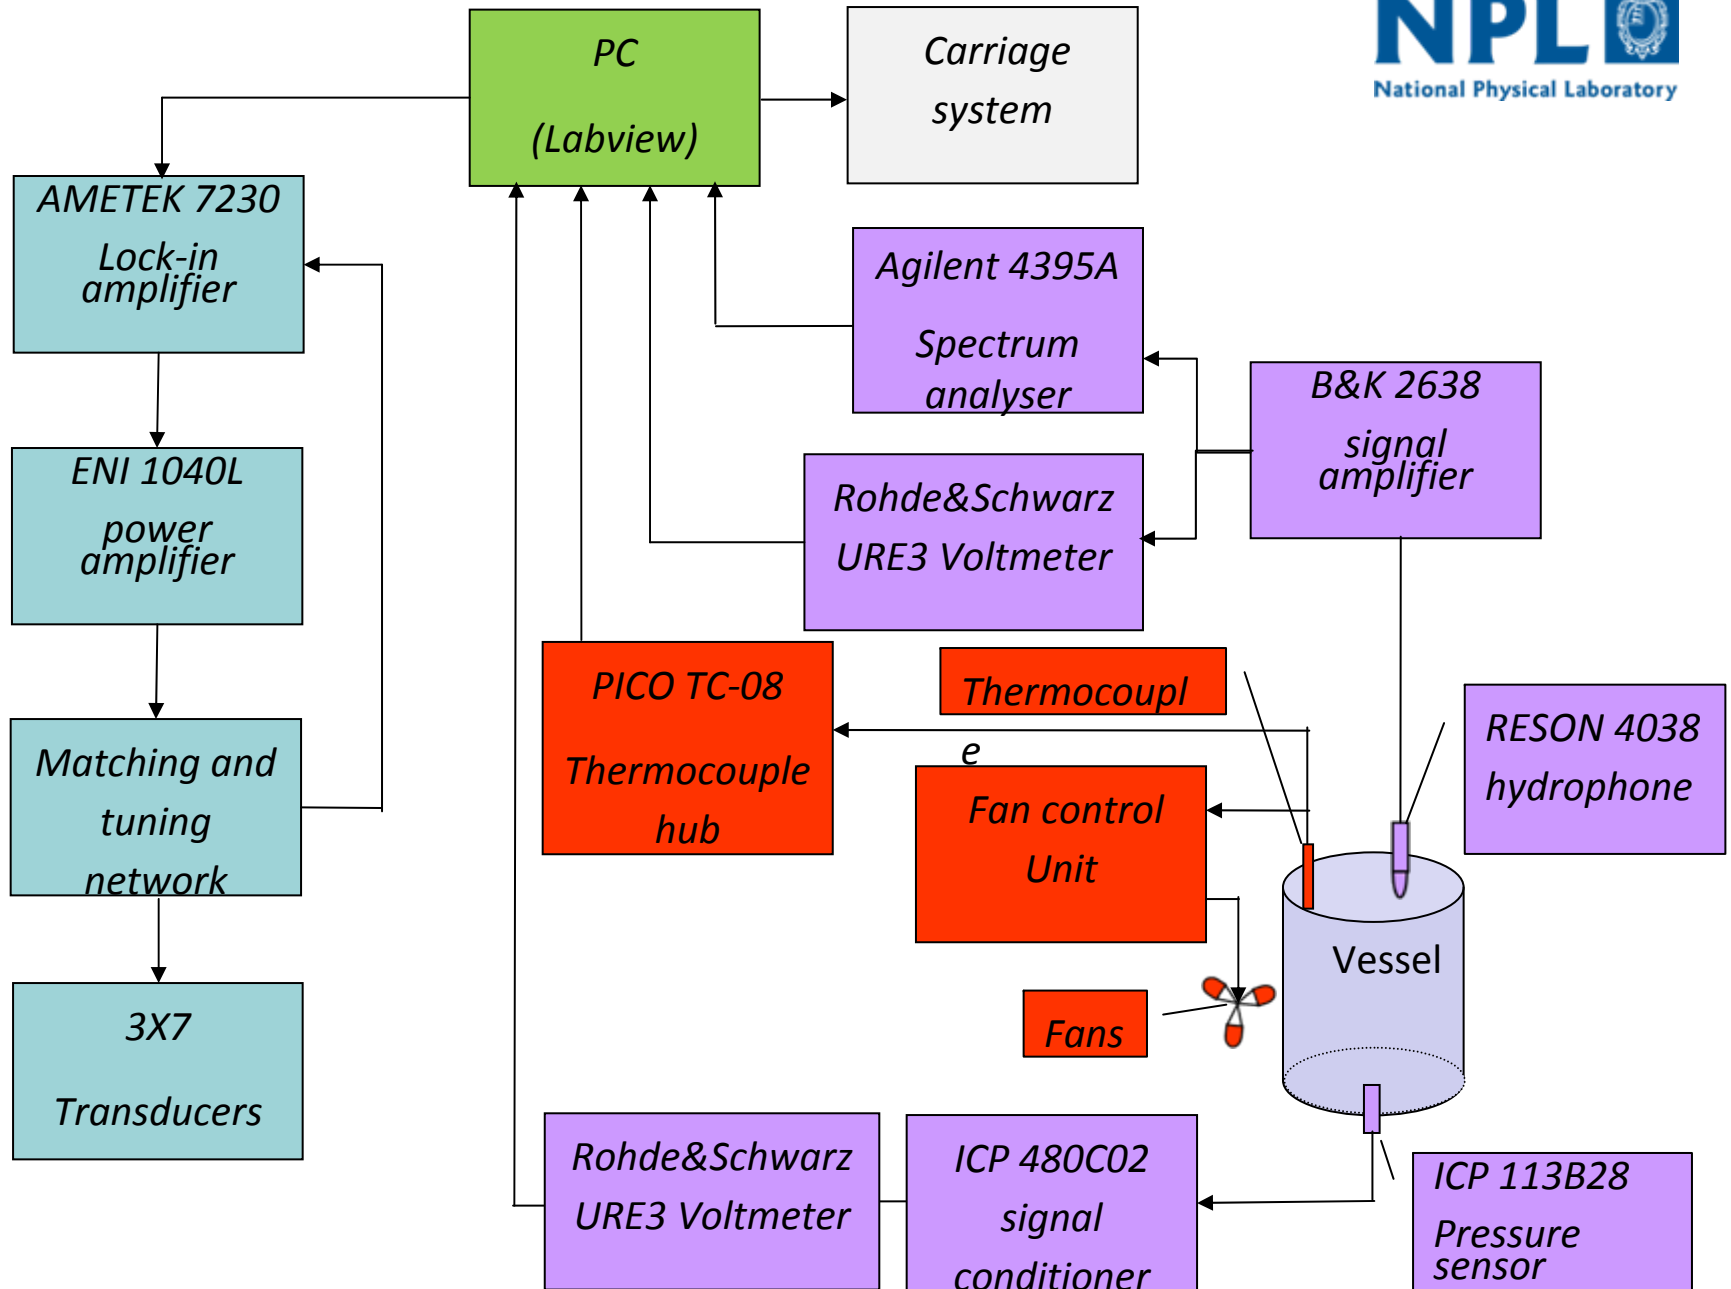 NPL
National Physical Laboratory
PC
(Labview)
Carriage
system
AMETEK 7230
Lock-in
amplifier
Agilent 4395A
Spectrum
analyser
B&K 2638
signal
amplifier
ENI 1040L
power
amplifier
Rohde&Schwarz
URE3 Voltmeter
PICO TC-08
Thermocouple
hub
Thermocoupl
e
RESON 4038
hydrophone
Matching and
tuning
network
Fan control
Unit
Vessel
Fans
3X7
Transducers
Rohde&Schwarz
URE3 Voltmeter
ICP 480C02
signal
conditioner
ICP 113B28
Pressure
sensor